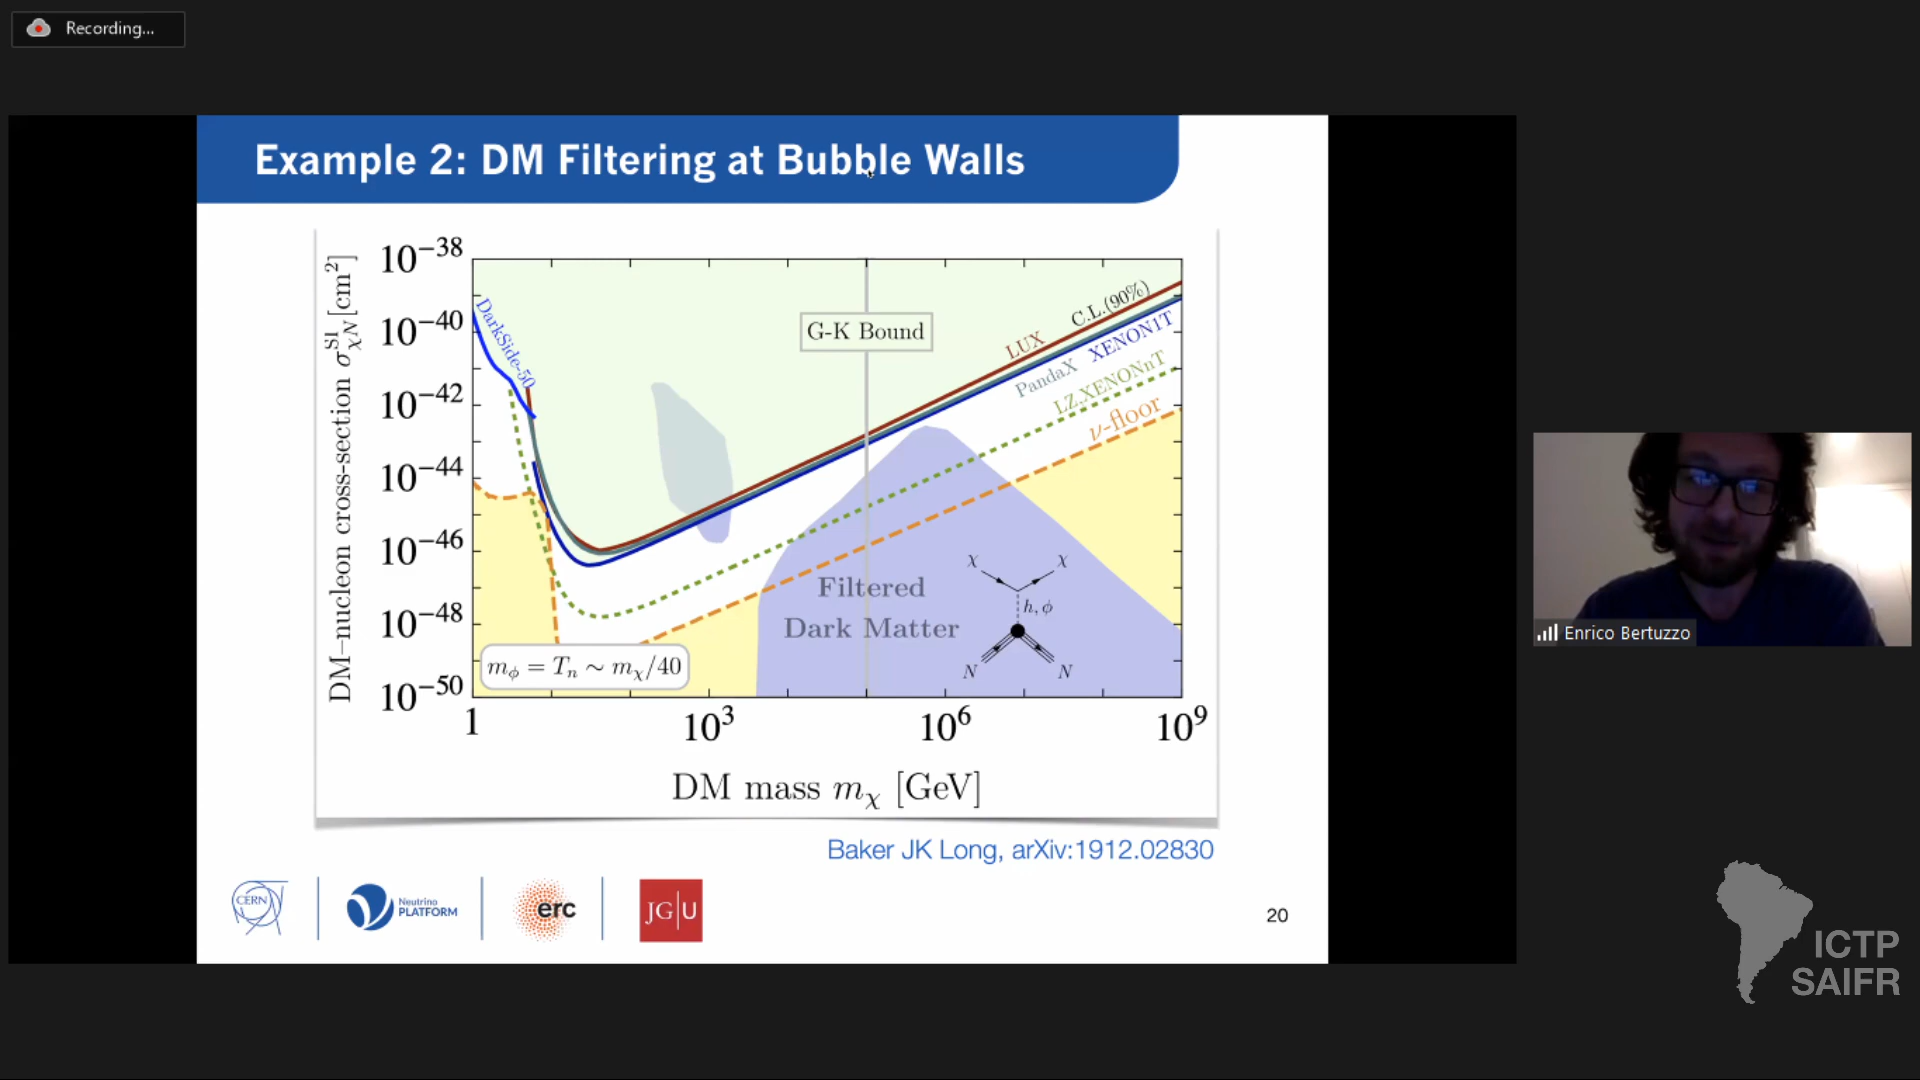 Recording...
Example 2: DM Filtering at Bubble Walls
DM–nucleon cross-section σ^SI_χN [cm²]
10⁻³⁸
10⁻⁴⁰
10⁻⁴²
10⁻⁴⁴
10⁻⁴⁶
10⁻⁴⁸
10⁻⁵⁰
DarkSide-50
G-K Bound
LUX
C.L.(90%)
PandaX
XENON1T
LZ,XENONnT
ν-floor
Filtered
Dark Matter
χ
χ
h, ϕ
N
N
m_ϕ = T_n ∼ m_χ/40
1
10³
10⁶
10⁹
DM mass m_χ [GeV]
Baker JK Long, arXiv:1912.02830
CERN
Neutrino
PLATFORM
erc
JG|U
20
Enrico Bertuzzo
ICTP
SAIFR